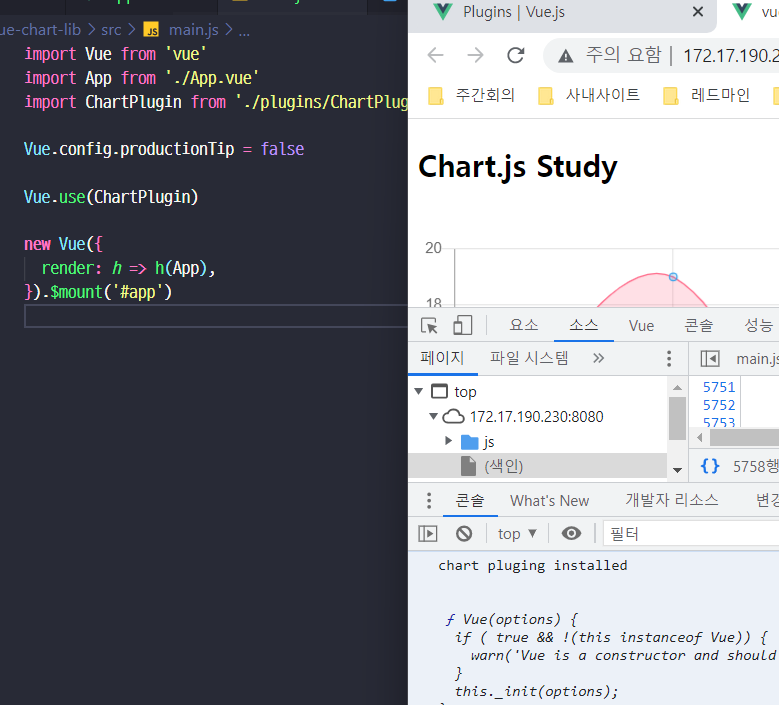 ue-chart-lib > src > JS main.js > ...
import Vue from 'vue'
import App from './App.vue'
import ChartPlugin from './plugins/ChartPlug
Vue.config.productionTip = false
Vue.use(ChartPlugin)
new Vue({
render: h => h(App),
}).$mount('#app')
Plugins | Vue.js
주의 요함 | 172.17.190.2
주간회의 사내사이트 레드마인
Chart.js Study
20
18
요소 소스 Vue 콘솔 성능
페이지 파일 시스템 » main.js
top
172.17.190.230:8080
js
(색인)
5751
5752
5753
{} 5758행
콘솔 What's New 개발자 리소스 변경
top ▼ 필터
chart pluging installed
ƒ Vue(options) {
if ( true && !(this instanceof Vue)) {
warn('Vue is a constructor and should
}
this._init(options);